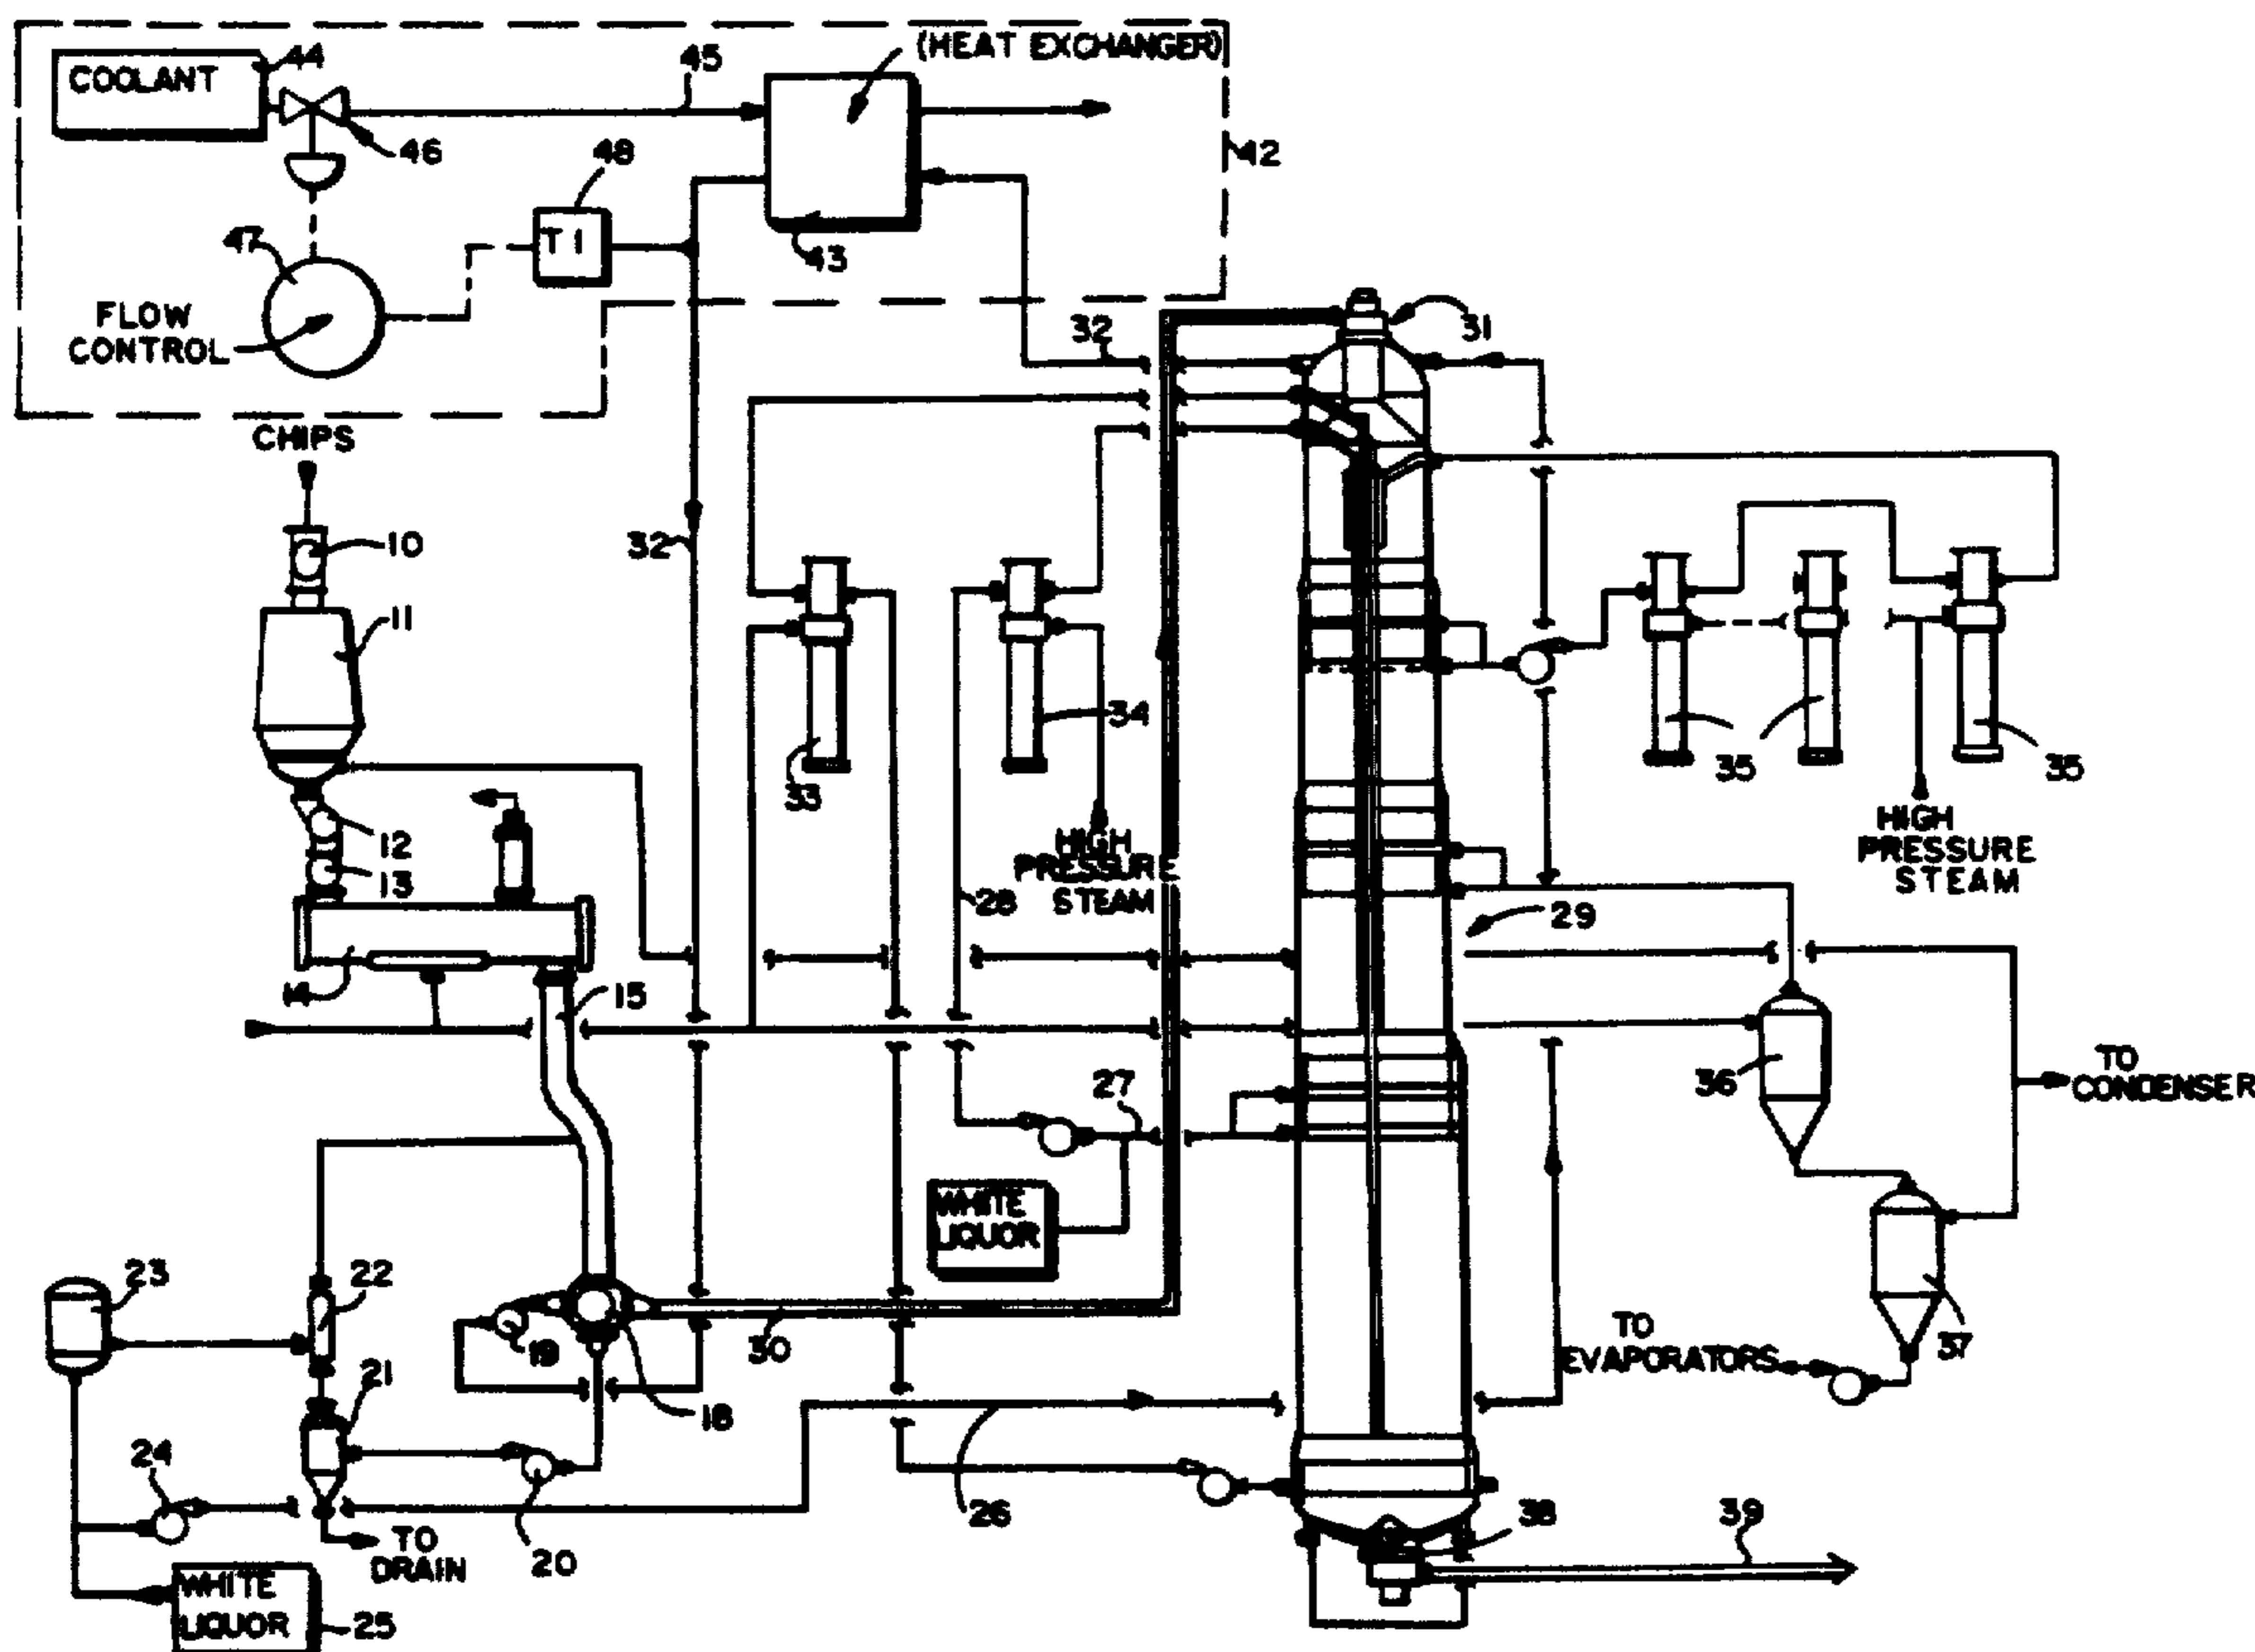 (HEAT EXCHANGER)
44
45
COOLANT
46
48
42
47
T I
43
FLOW
CONTROL
32
31
CHIPS
10
32
11
34
33
35
35
12
13
HIGH
PRESSURE
STEAM
HIGH
PRESSURE
STEAM
28
29
14
15
36
TO
CONDENSER
27
WHITE
LIQUOR
23
22
19
30
TO
EVAPORATORS
37
21
18
24
26
38
39
TO
DRAIN
20
WHITE
LIQUOR
25